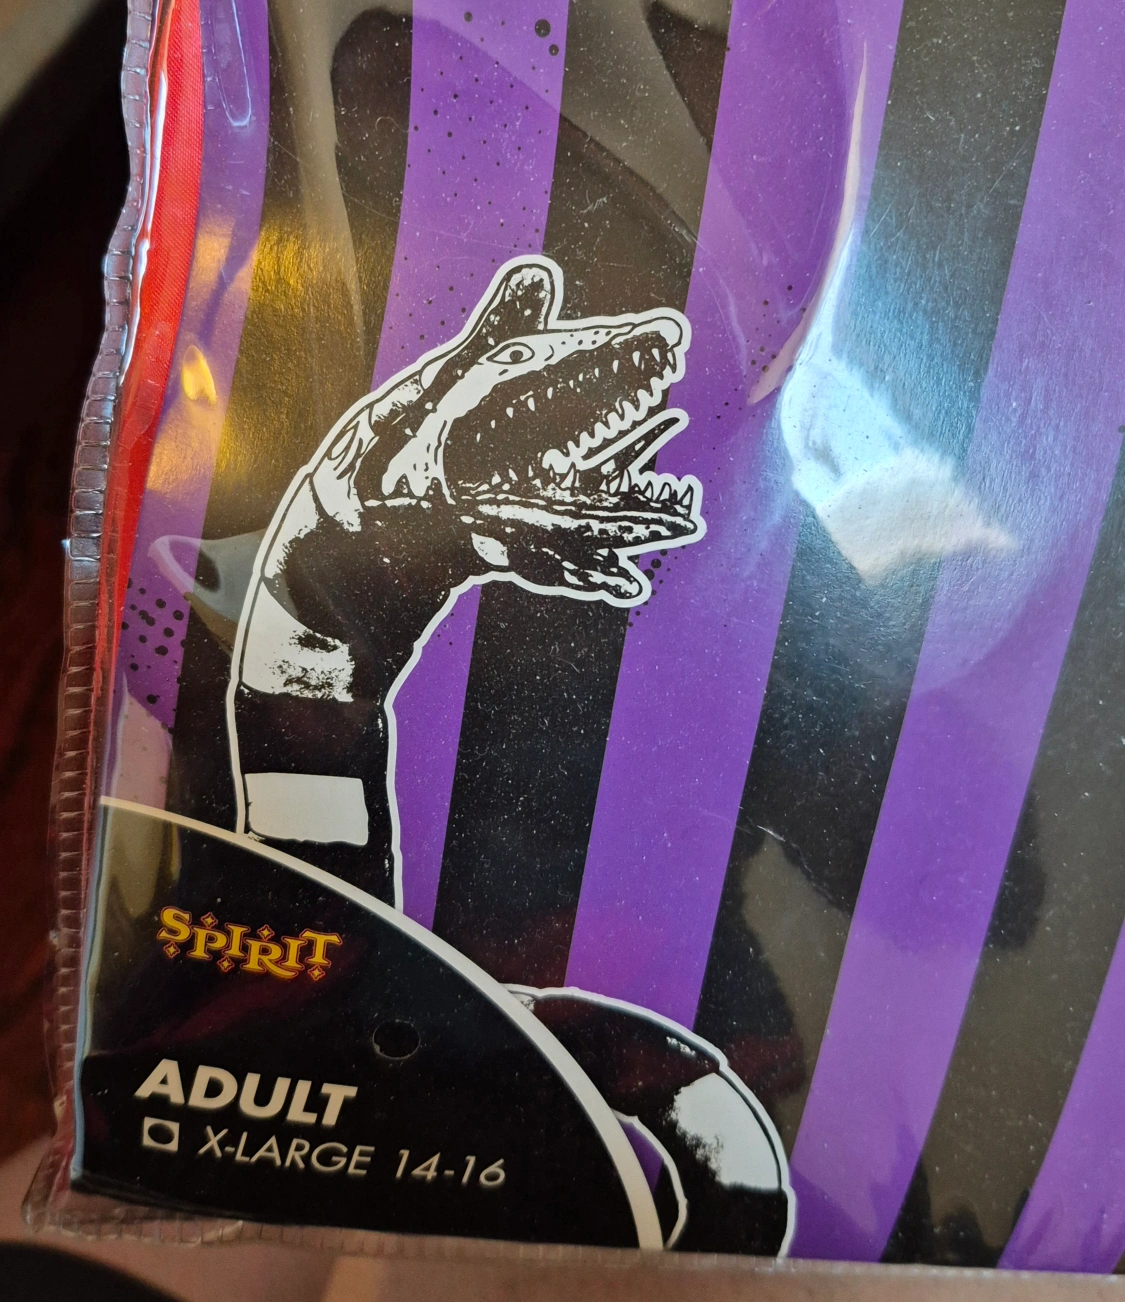 SPIRIT
ADULT
X-LARGE 14-16